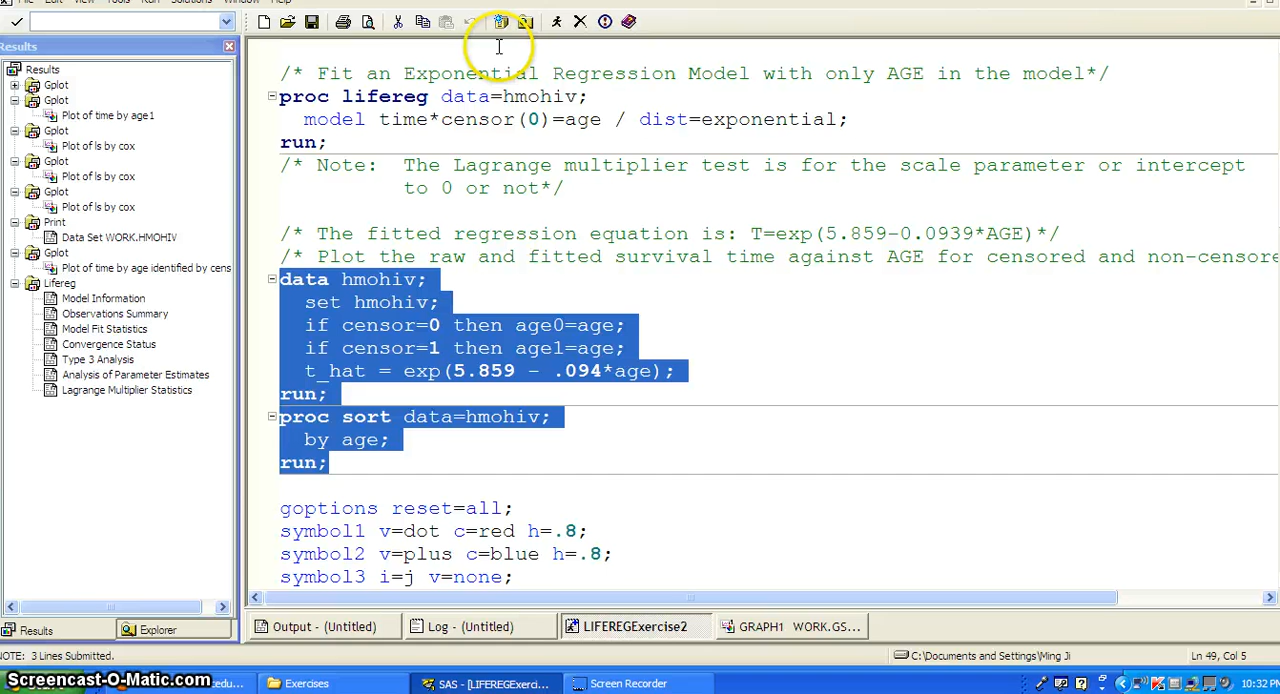 File Edit View Tools Run Solutions Window Help
Results
Results
Gplot
Gplot
Plot of time by age1
Gplot
Plot of ls by cox
Gplot
Plot of ls by cox
Gplot
Plot of ls by cox
Print
Data Set WORK.HMOHIV
Gplot
Plot of time by age identified by cens
Lifereg
Model Information
Observations Summary
Model Fit Statistics
Convergence Status
Type 3 Analysis
Analysis of Parameter Estimates
Lagrange Multiplier Statistics
Results
Explorer
/* Fit an Exponential Regression Model with only AGE in the model*/
proc lifereg data=hmohiv;
model time*censor(0)=age / dist=exponential;
run;
/* Note: The Lagrange multiplier test is for the scale parameter or intercept
to 0 or not*/
/* The fitted regression equation is: T=exp(5.859-0.0939*AGE)*/
/* Plot the raw and fitted survival time against AGE for censored and non-censore
data hmohiv;
set hmohiv;
if censor=0 then age0=age;
if censor=1 then age1=age;
t_hat = exp(5.859 - .094*age);
run;
proc sort data=hmohiv;
by age;
run;
goptions reset=all;
symbol1 v=dot c=red h=.8;
symbol2 v=plus c=blue h=.8;
symbol3 i=j v=none;
Output - (Untitled)
Log - (Untitled)
LIFEREGExercise2
GRAPH1 WORK.GS...
NOTE: 3 Lines Submitted.
C:\Documents and Settings\Ming Ji
Ln 49, Col 5
Screencast-O-Matic.com
Exercises
SAS - [LIFEREGExerci...
Screen Recorder
10:32 PM